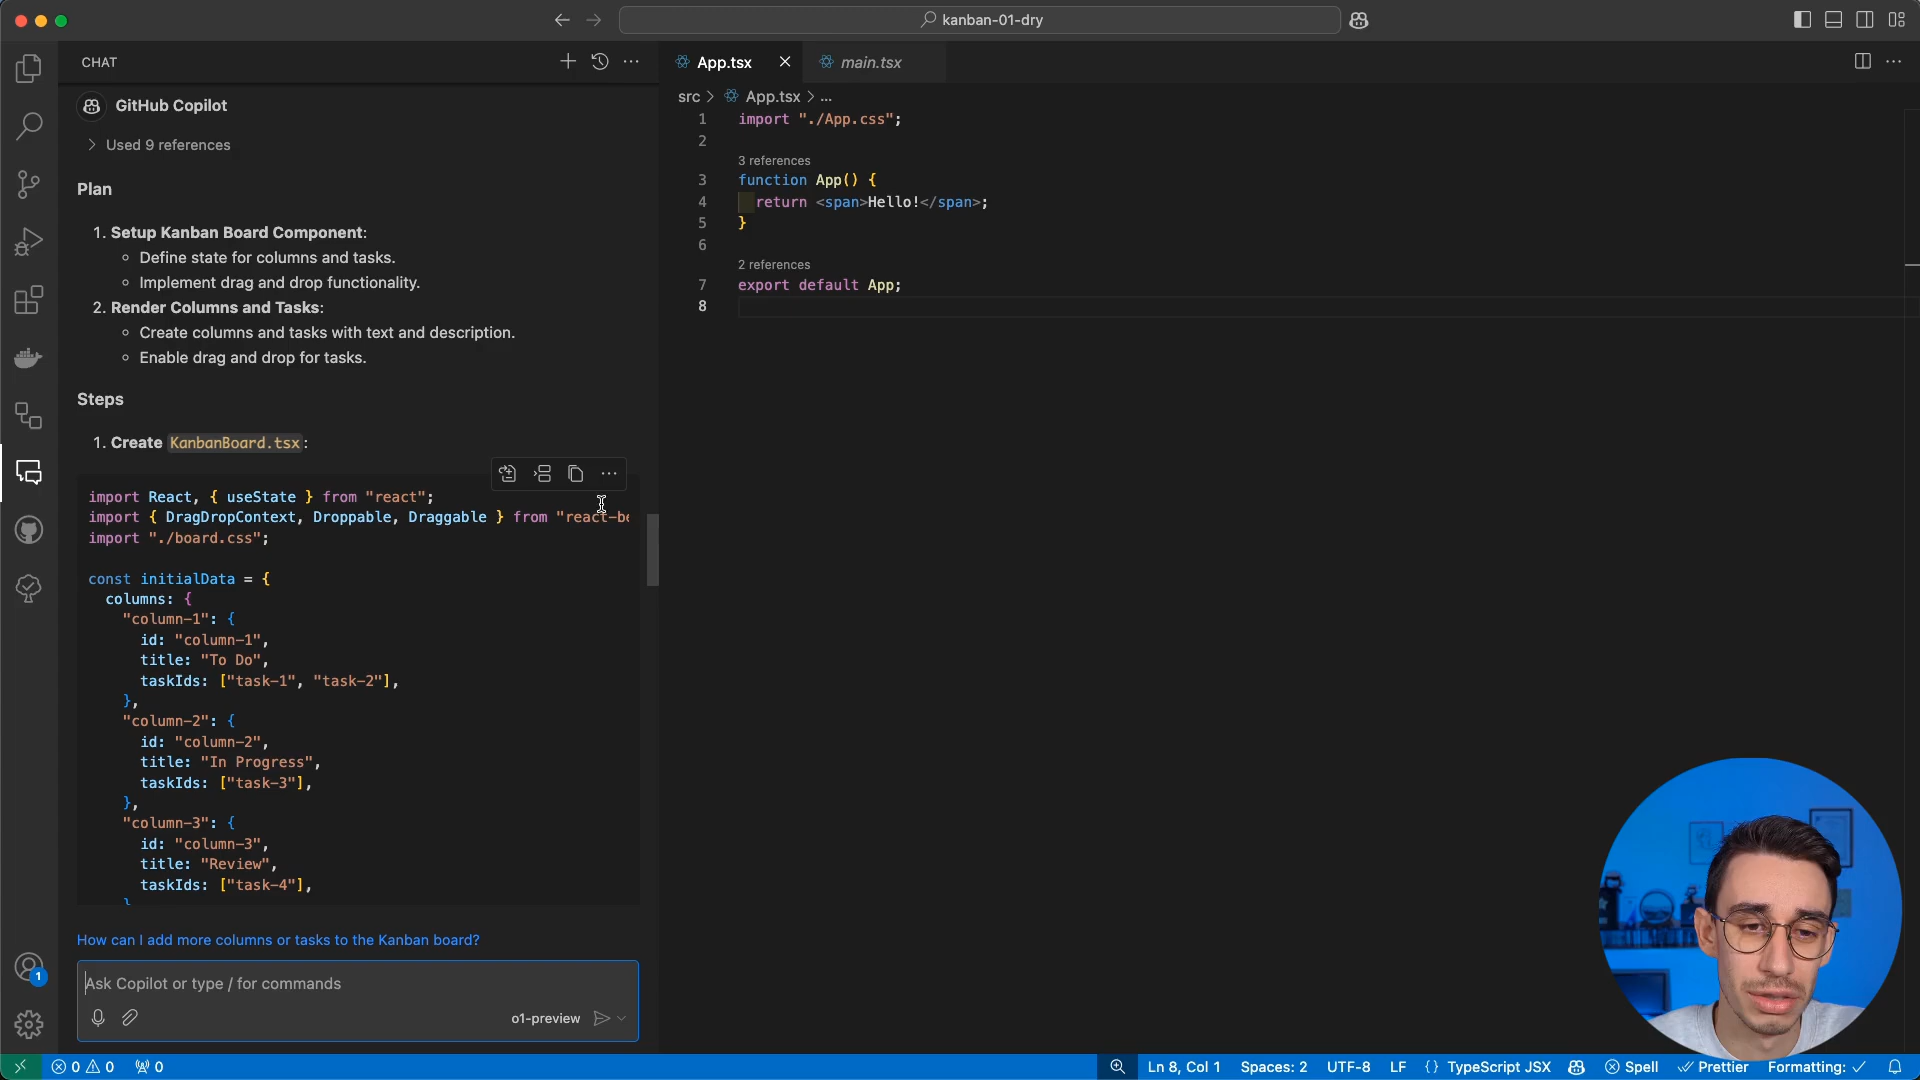 kanban-01-dry
CHAT
App.tsx
main.tsx
GitHub Copilot
Used 9 references
Plan
1. Setup Kanban Board Component:
Define state for columns and tasks.
Implement drag and drop functionality.
2. Render Columns and Tasks:
Create columns and tasks with text and description.
Enable drag and drop for tasks.
Steps
1. Create KanbanBoard.tsx:
import React, { useState } from "react";
import { DragDropContext, Droppable, Draggable } from "react-be
import "./board.css";
const initialData = {
columns: {
"column-1": {
id: "column-1",
title: "To Do",
taskIds: ["task-1", "task-2"],
},
"column-2": {
id: "column-2",
title: "In Progress",
taskIds: ["task-3"],
},
"column-3": {
id: "column-3",
title: "Review",
taskIds: ["task-4"],
}
How can I add more columns or tasks to the Kanban board?
Ask Copilot or type / for commands
o1-preview
src > App.tsx > ...
1 import "./App.css";
2
3 references
3 function App() {
4 return <span>Hello!</span>;
5 }
6
2 references
7 export default App;
8
1
0 0 0
Ln 8, Col 1 Spaces: 2 UTF-8 LF {} TypeScript JSX Spell Prettier Formatting: ✓